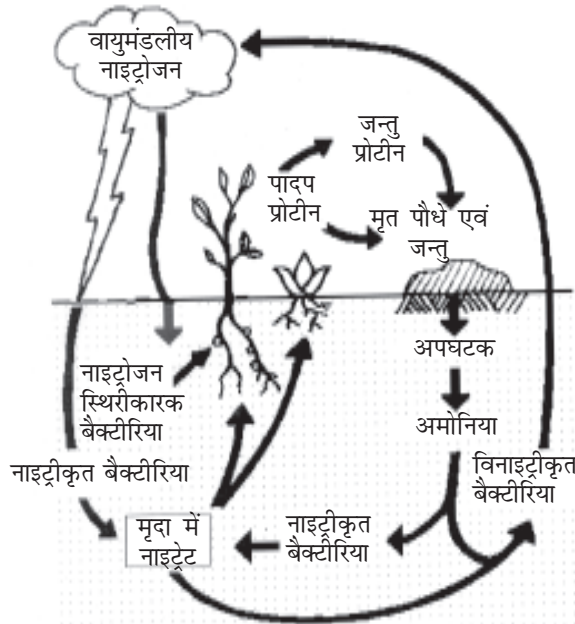 वायुमंडलीय
नाइट्रोजन
जन्तु
प्रोटीन
पादप
प्रोटीन
मृत पौधे एवं
जन्तु
अपघटक
नाइट्रोजन
स्थिरीकारक
बैक्टीरिया
अमोनिया
नाइट्रीकृत बैक्टीरिया
विनाइट्रीकृत
बैक्टीरिया
मृदा में
नाइट्रेट
नाइट्रीकृत
बैक्टीरिया